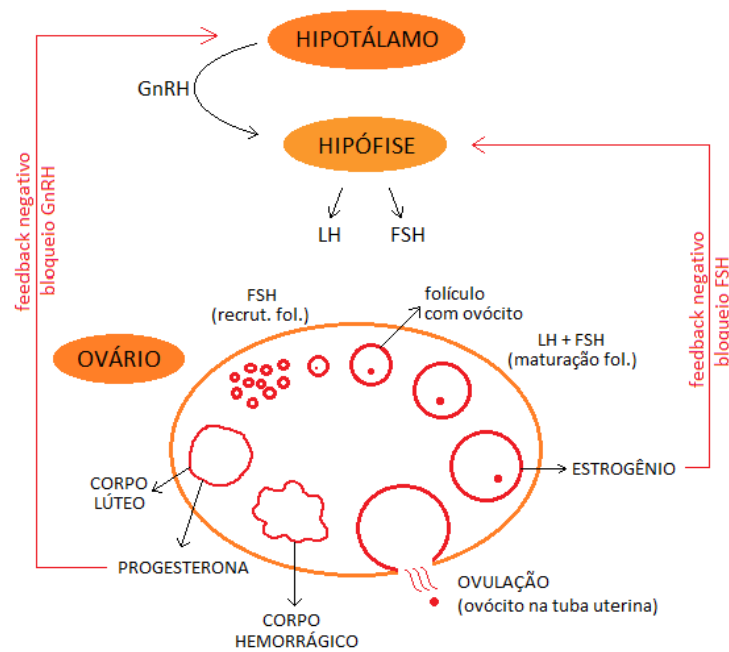 HIPOTÁLAMO
GnRH
HIPÓFISE
feedback negativo
bloqueio GnRH
LH
FSH
feedback negativo
bloqueio FSH
FSH
(recrut. fol.)
folículo
com ovócito
LH + FSH
(maturação fol.)
OVÁRIO
ESTROGÊNIO
CORPO
LÚTEO
PROGESTERONA
OVULAÇÃO
(ovócito na tuba uterina)
CORPO
HEMORRÁGICO